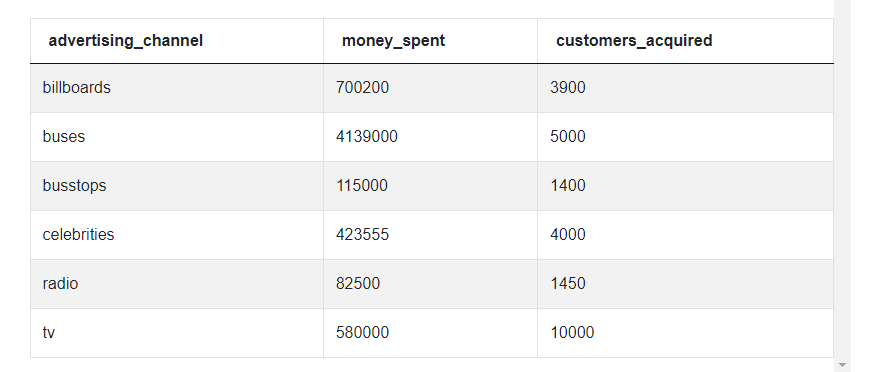 advertising_channel money_spent customers_acquired
billboards 700200 3900
buses 4139000 5000
busstops 115000 1400
celebrities 423555 4000
radio 82500 1450
tv 580000 10000